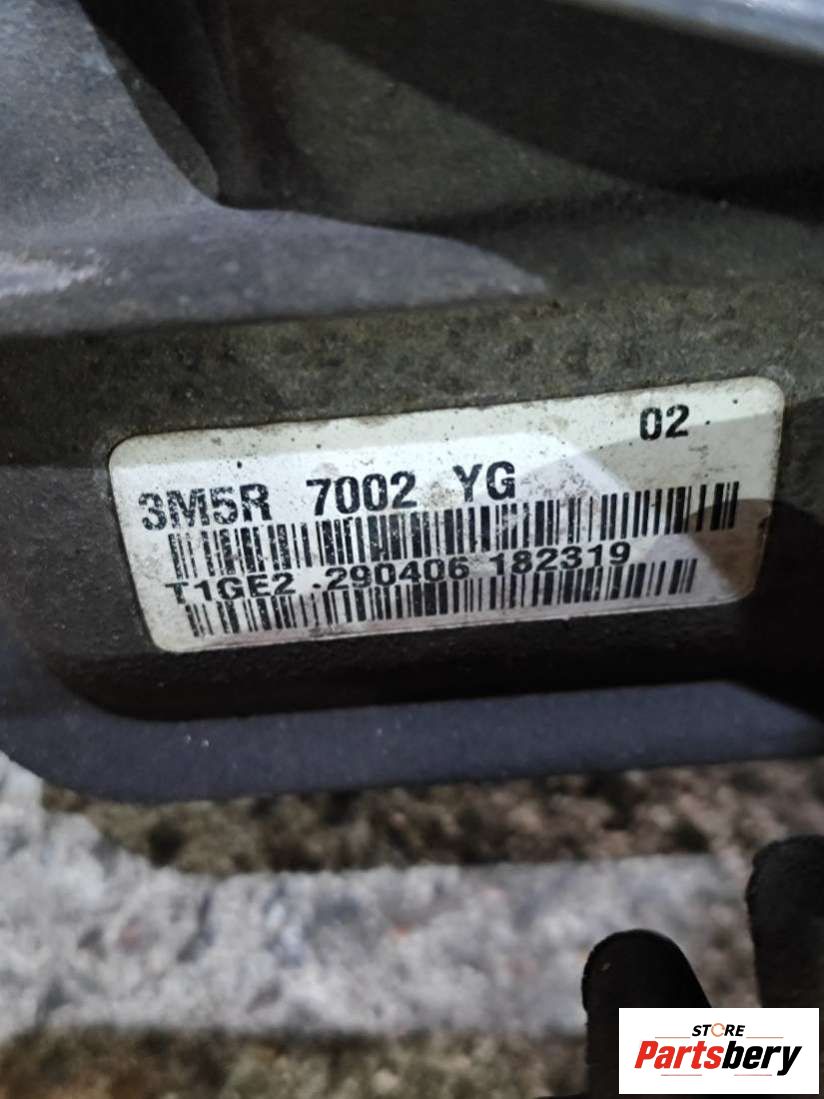 02
3M5R 7002 YG
T1GE2 290406 182319
STORE
Partsbery